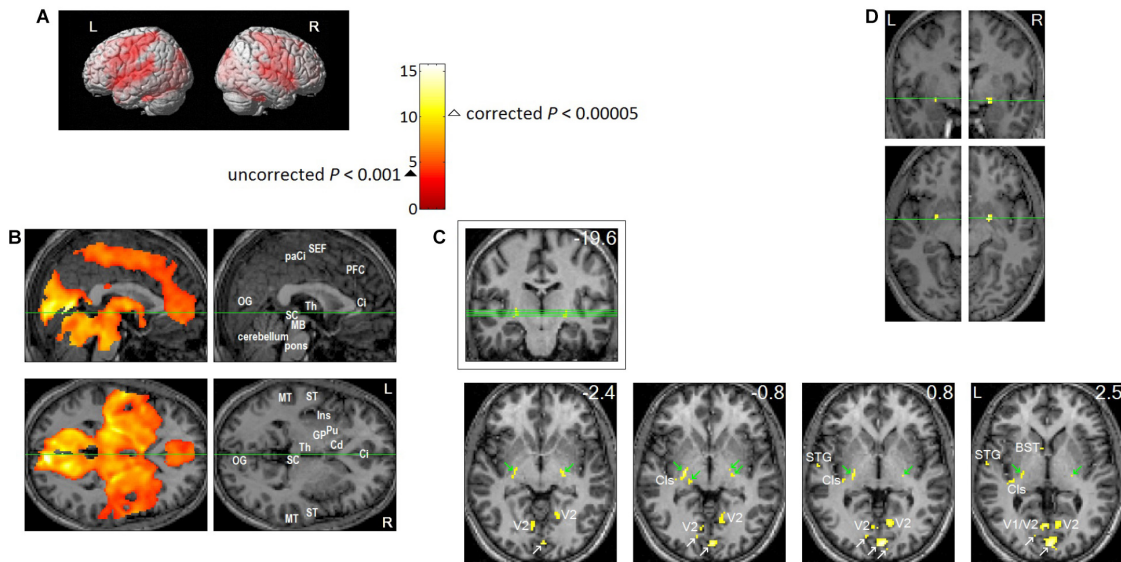 A
L R
15
10
5
0
corrected P < 0.00005
uncorrected P < 0.001
B
paCi SEF
PFC
OG
Th
Ci
SC
MB
cerebellum
pons
L
MT ST
Ins
GP Pu
Th Cd
OG SC Ci
MT ST
R
C
-19.6
-2.4
V2 V2
-0.8
Cls
V2 V2
0.8
STG
Cls
V2 V2
L 2.5
STG
BST
Cls
V1/V2 V2
D
L R